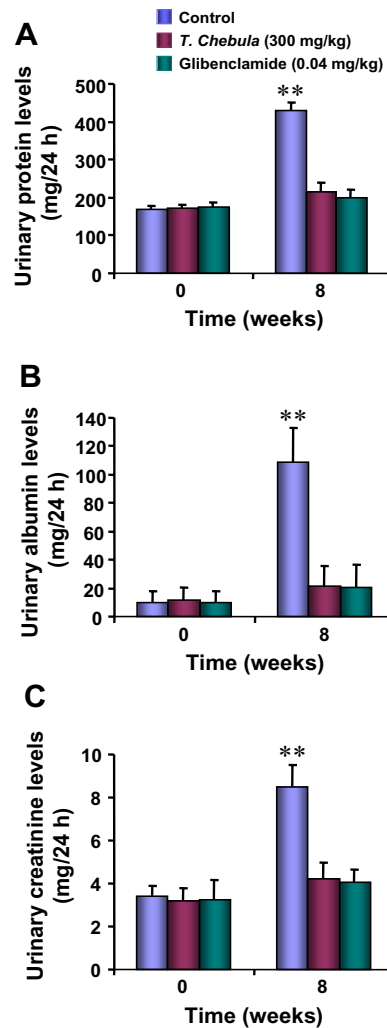 Control
A
T. Chebula (300 mg/kg)
Glibenclamide (0.04 mg/kg)
Urinary protein levels
(mg/24 h)
500
400
300
200
100
0
**
0
8
Time (weeks)
B
Urinary albumin levels
(mg/24 h)
140
120
100
80
60
40
20
0
**
0
8
Time (weeks)
C
Urinary creatinine levels
(mg/24 h)
10
8
6
4
2
0
**
0
8
Time (weeks)